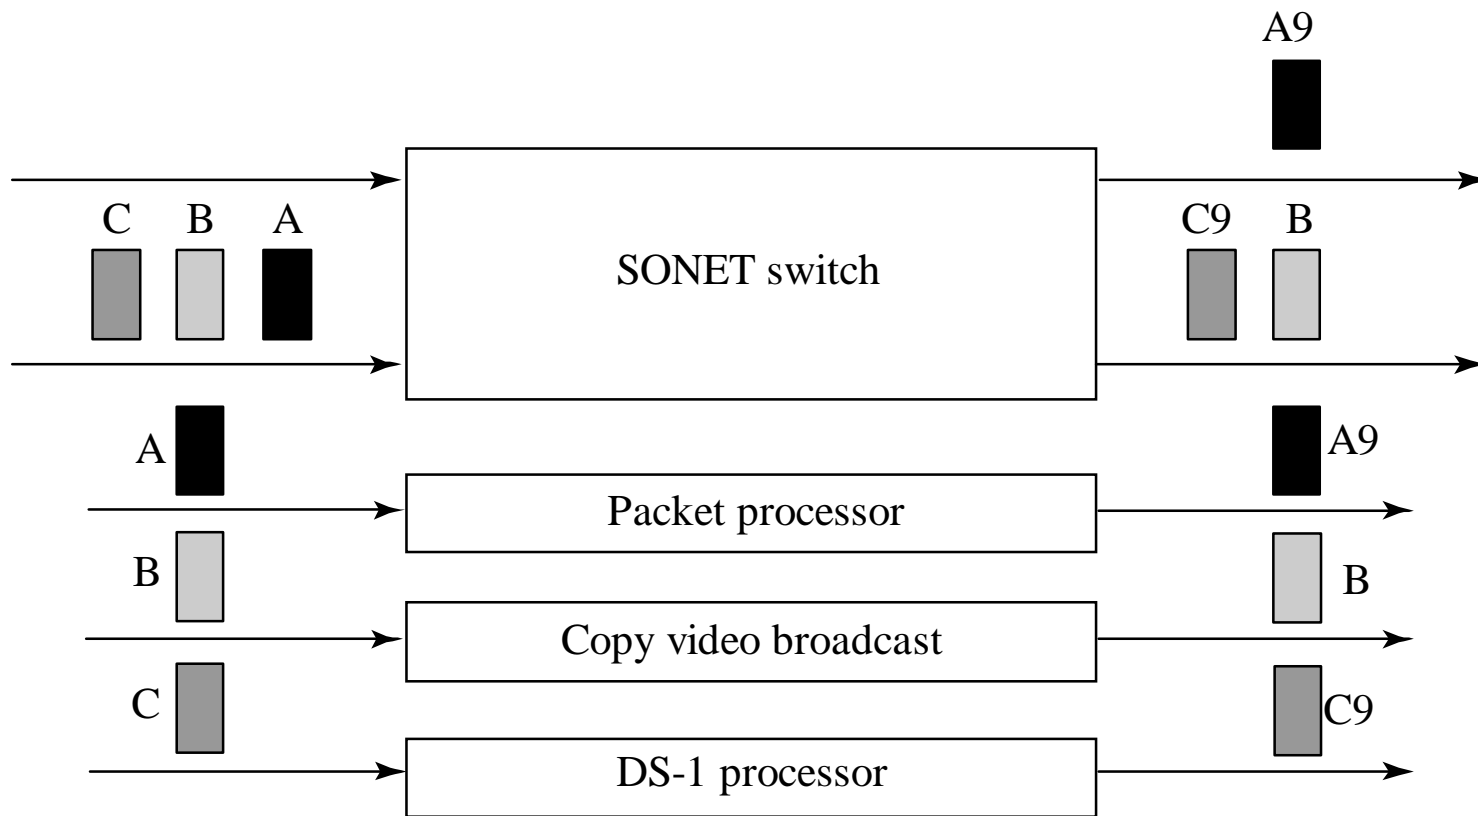 A9
C B A
C9 B
SONET switch
A
A9
Packet processor
B
B
Copy video broadcast
C
C9
DS-1 processor